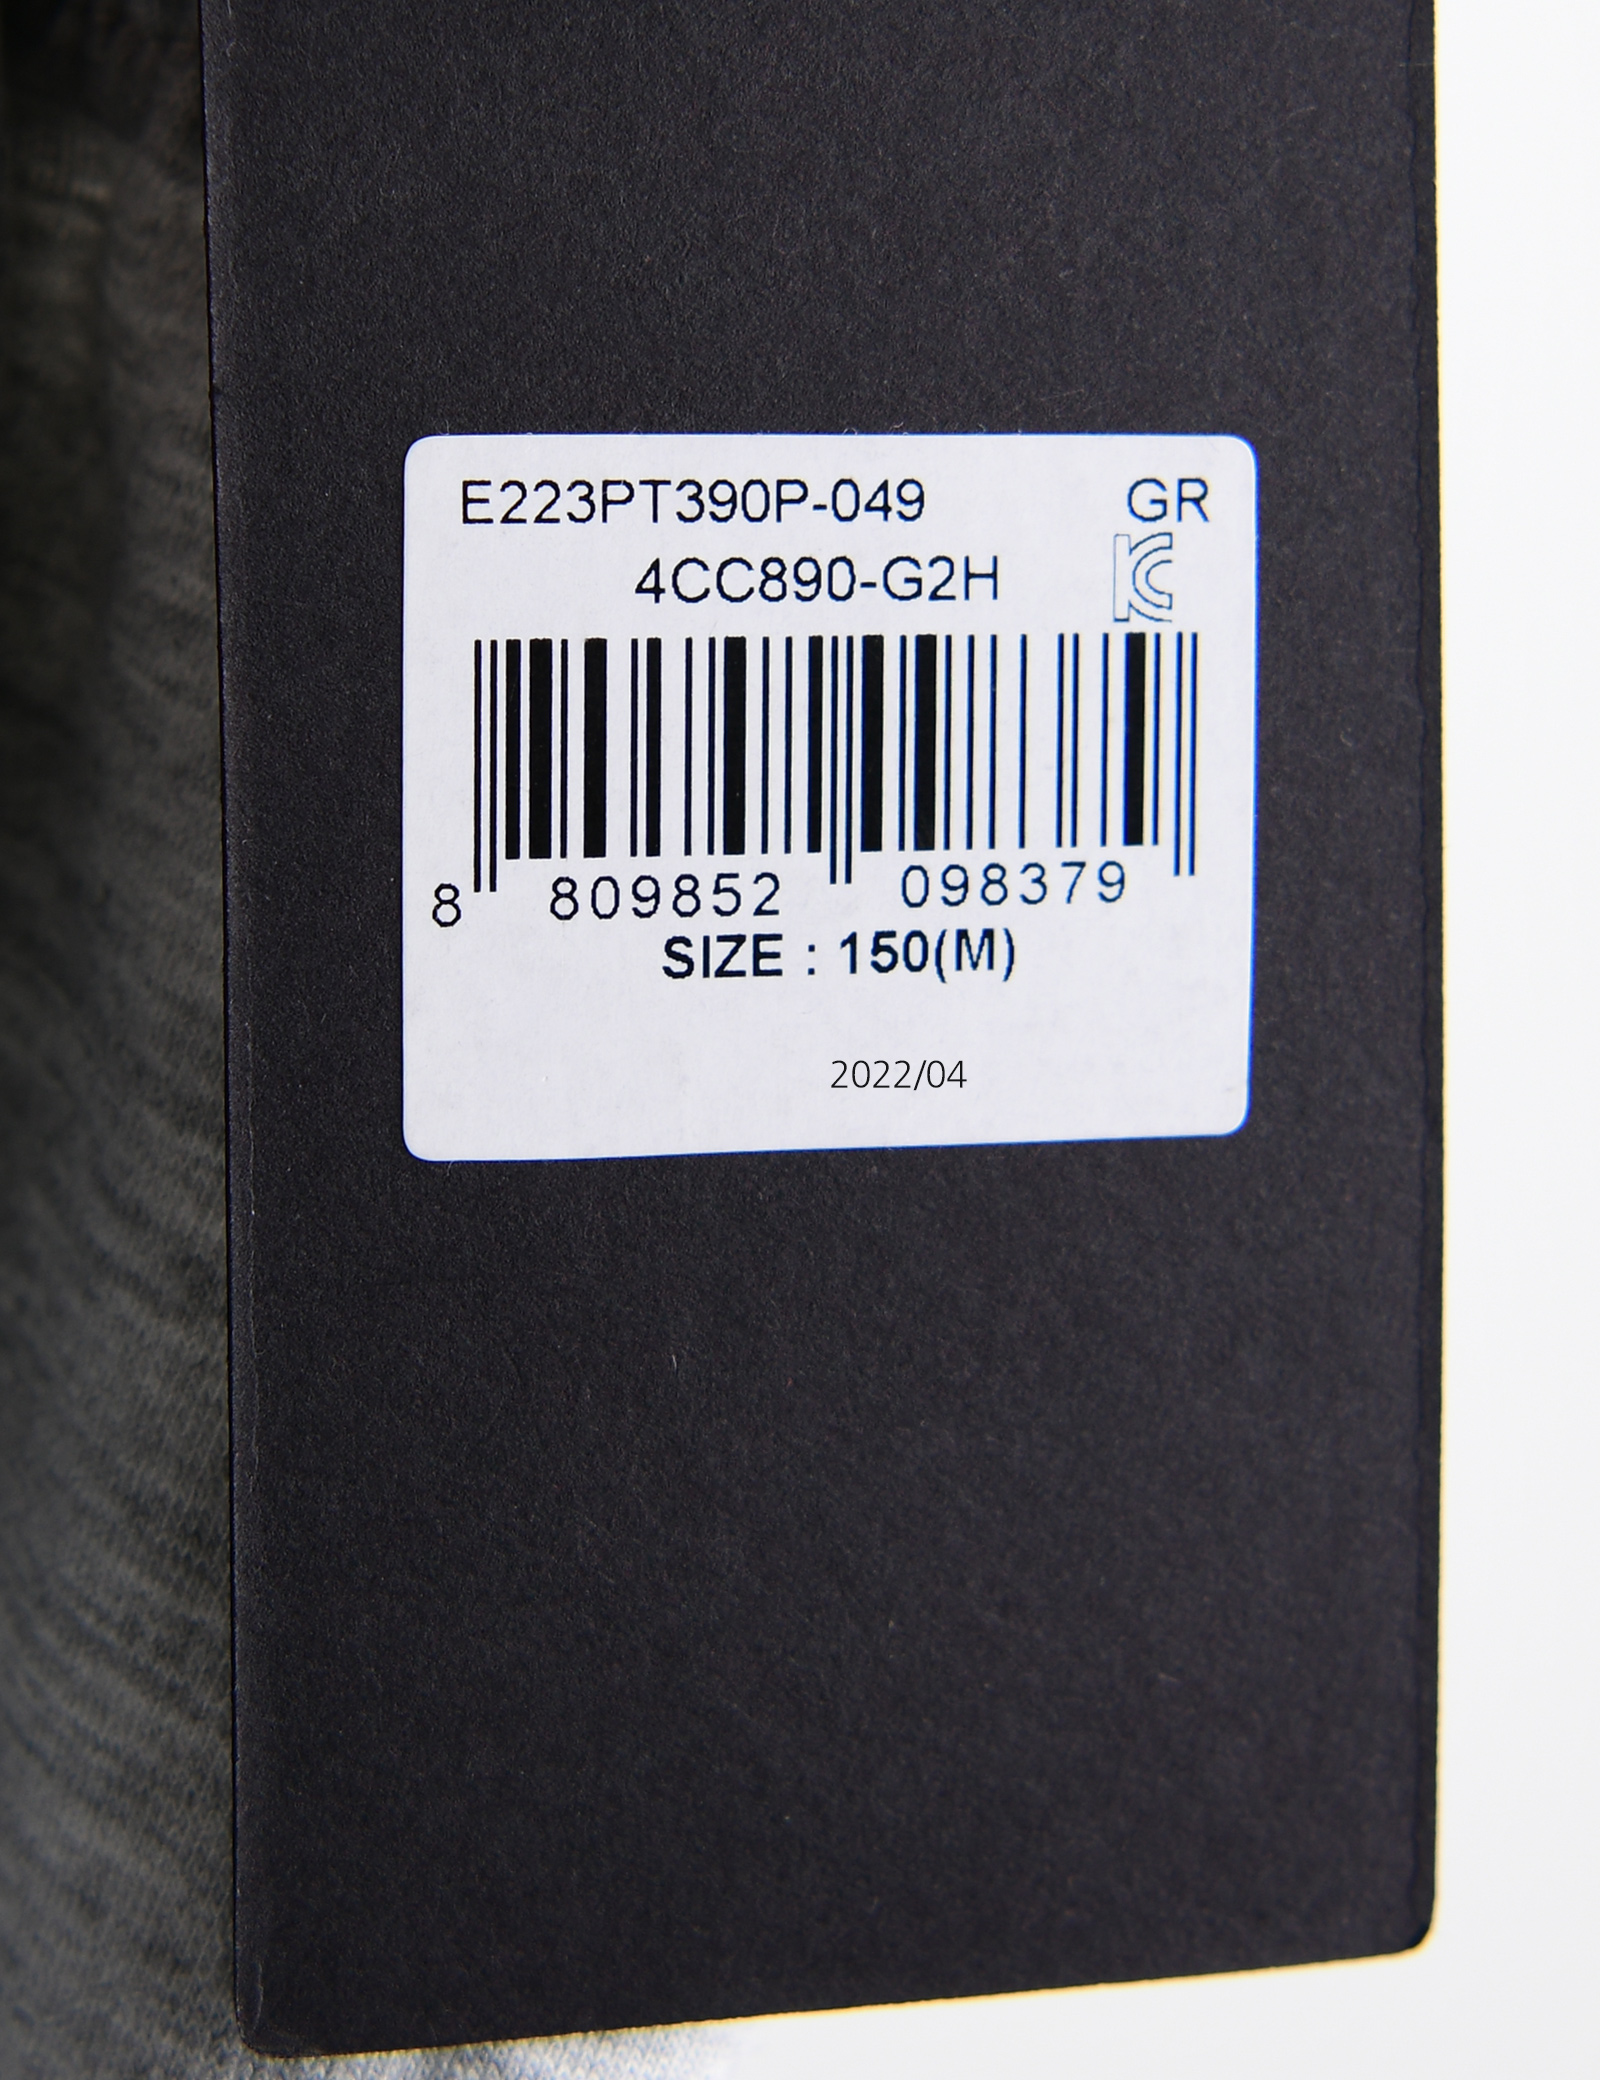 E223PT390P-049 GR
4CC890-G2H
8 809852 098379
SIZE : 150(M)
2022/04